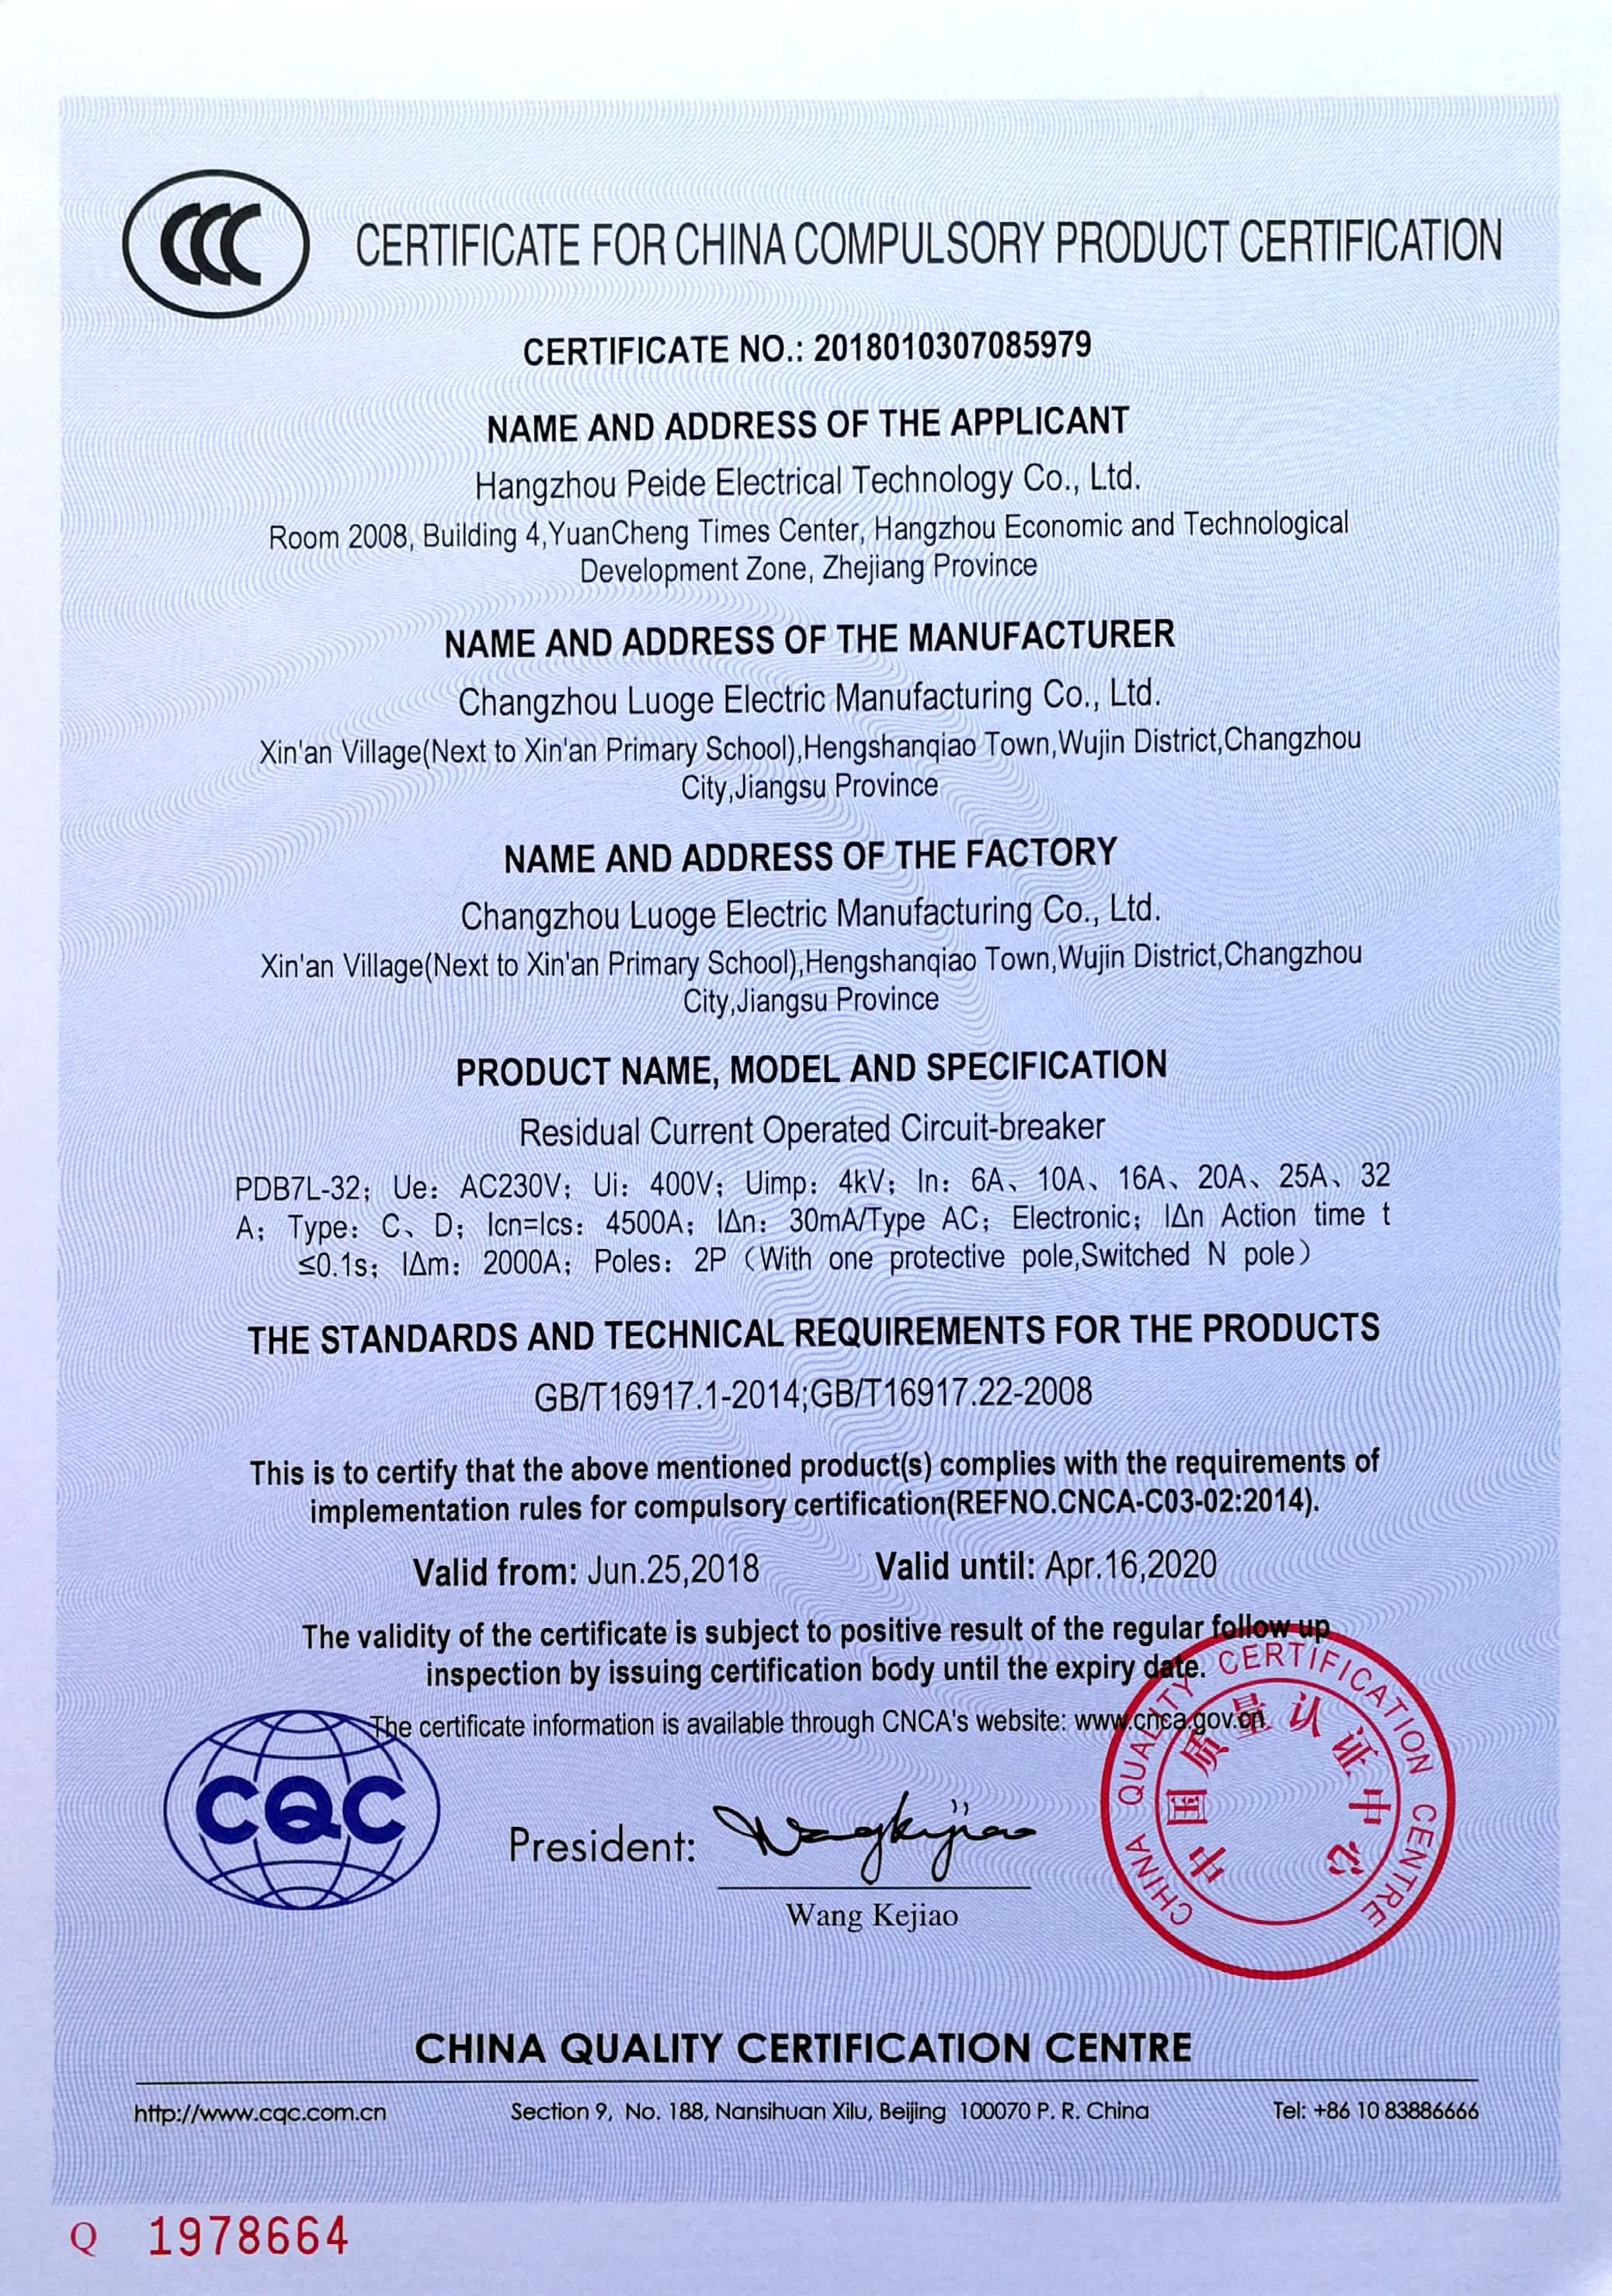 CCC
CERTIFICATE FOR CHINA COMPULSORY PRODUCT CERTIFICATION
CERTIFICATE NO.: 2018010307085979
NAME AND ADDRESS OF THE APPLICANT
Hangzhou Peide Electrical Technology Co., Ltd.
Room 2008, Building 4,YuanCheng Times Center, Hangzhou Economic and Technological
Development Zone, Zhejiang Province
NAME AND ADDRESS OF THE MANUFACTURER
Changzhou Luoge Electric Manufacturing Co., Ltd.
Xin'an Village(Next to Xin'an Primary School),Hengshanqiao Town,Wujin District,Changzhou
City,Jiangsu Province
NAME AND ADDRESS OF THE FACTORY
Changzhou Luoge Electric Manufacturing Co., Ltd.
Xin'an Village(Next to Xin'an Primary School),Hengshanqiao Town,Wujin District,Changzhou
City,Jiangsu Province
PRODUCT NAME, MODEL AND SPECIFICATION
Residual Current Operated Circuit-breaker
PDB7L-32； Ue： AC230V； Ui： 400V； Uimp： 4kV； In： 6A、 10A、 16A、 20A、 25A、 32
A； Type： C、 D； Icn=Ics： 4500A； IΔn： 30mA/Type AC； Electronic； IΔn Action time t
≤0.1s； IΔm： 2000A； Poles： 2P（With one protective pole,Switched N pole）
THE STANDARDS AND TECHNICAL REQUIREMENTS FOR THE PRODUCTS
GB/T16917.1-2014;GB/T16917.22-2008
This is to certify that the above mentioned product(s) complies with the requirements of
implementation rules for compulsory certification(REFNO.CNCA-C03-02:2014).
Valid from: Jun.25,2018 Valid until: Apr.16,2020
The validity of the certificate is subject to positive result of the regular follow up
inspection by issuing certification body until the expiry date.
The certificate information is available through CNCA's website: www.cnca.gov.cn
CQC
President: Wangkejiao
Wang Kejiao
CHINA QUALITY CERTIFICATION CENTRE
中国质量认证中心
CHINA QUALITY CERTIFICATION CENTRE
http://www.cqc.com.cn Section 9, No. 188, Nansihuan Xilu, Beijing 100070 P. R. China Tel: +86 10 83886666
Q 1978664